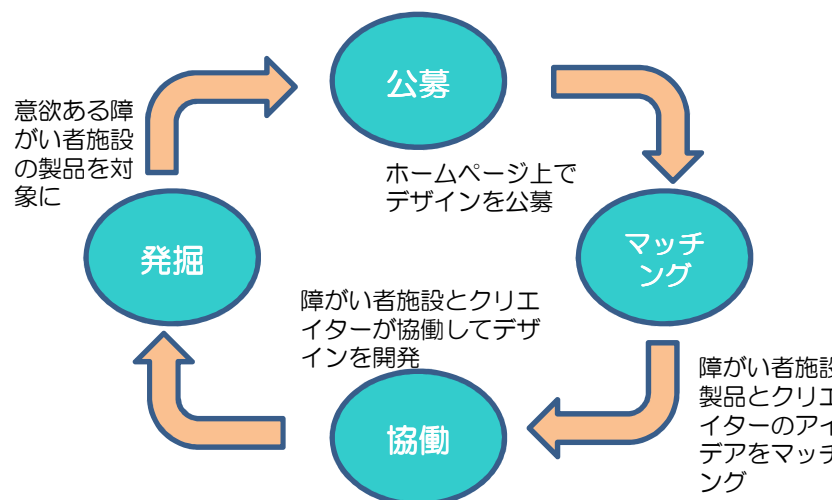 公募
意欲ある障
がい者施設
の製品を対
象に
ホームページ上で
デザインを公募
発掘
マッチ
ング
障がい者施設とクリエ
イターが協働してデザ
インを開発
障がい者施設
製品とクリエ
イターのアイ
デアをマッチ
ング
協働